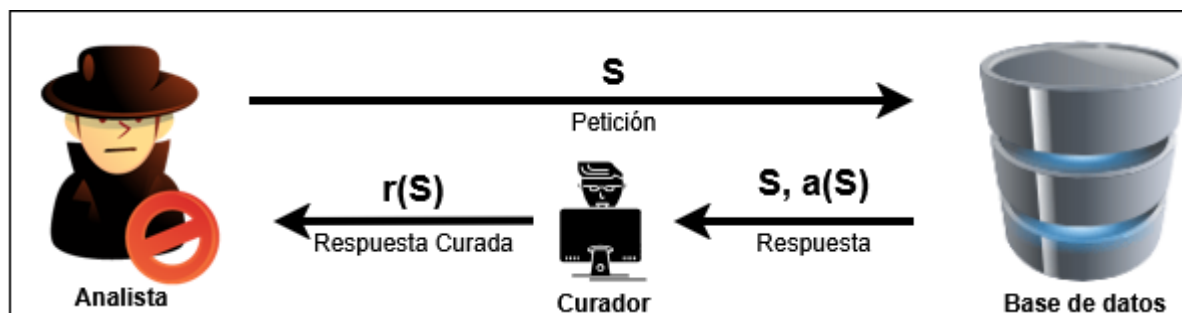 S
Petición
r(S)
Respuesta Curada
S, a(S)
Respuesta
Analista
Curador
Base de datos